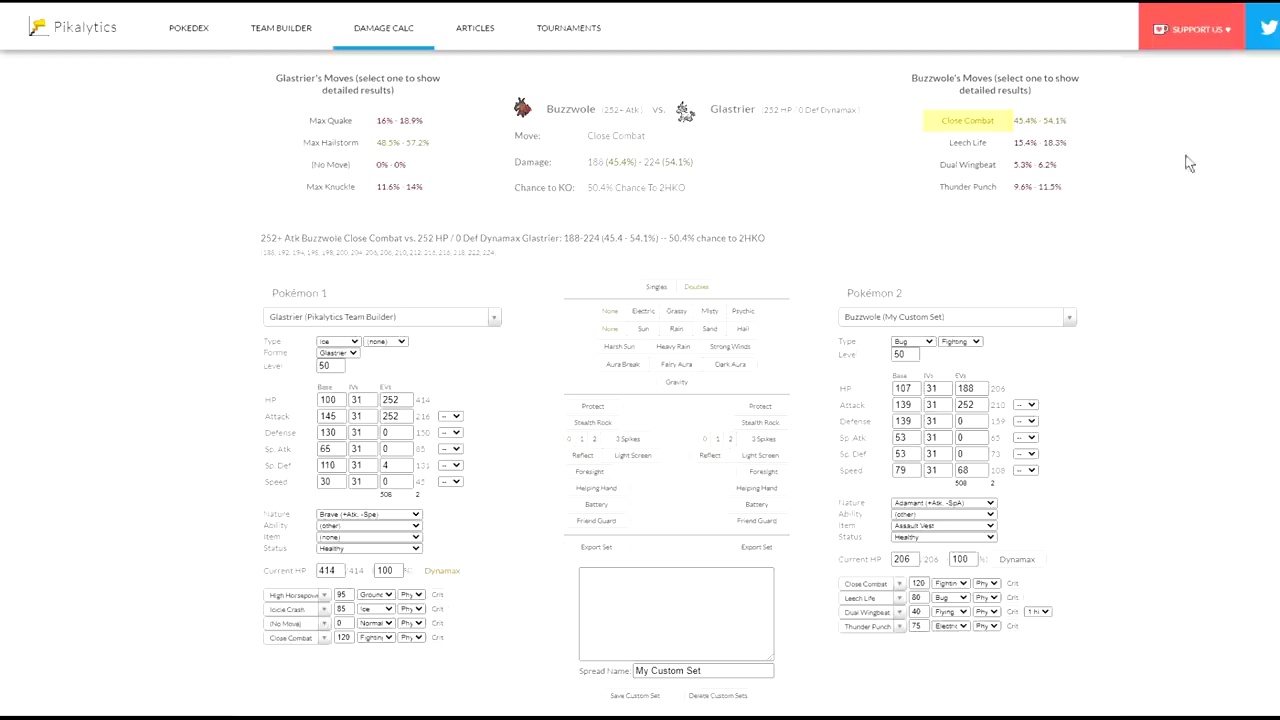 Pikalytics
POKEDEX TEAM BUILDER DAMAGE CALC ARTICLES TOURNAMENTS
SUPPORT US ♥
Glastrier's Moves (select one to show
detailed results)
Max Quake 16% - 18.9%
Max Hailstorm 48.5% - 57.2%
(No Move) 0% - 0%
Max Knuckle 11.6% - 14%
Buzzwole (252+ Atk ) VS. Glastrier (252 HP / 0 Def Dynamax )
Move: Close Combat
Damage: 188 (45.4%) - 224 (54.1%)
Chance to KO: 50.4% Chance To 2HKO
Buzzwole's Moves (select one to show
detailed results)
Close Combat 45.4% - 54.1%
Leech Life 15.4% - 18.3%
Dual Wingbeat 5.3% - 6.2%
Thunder Punch 9.6% - 11.5%
252+ Atk Buzzwole Close Combat vs. 252 HP / 0 Def Dynamax Glastrier: 188-224 (45.4 - 54.1%) -- 50.4% chance to 2HKO
Pokémon 1
Glastrier (Pikalytics Team Builder)
Type Ice (none)
Forme Glastrier
Level 50
Base IVs EVs
HP 100 31 252 414
Attack 145 31 252 216 --
Defense 130 31 0 150 --
Sp. Atk 65 31 0 85 --
Sp. Def 110 31 4 131 --
Speed 30 31 0 45 --
508 2
Nature Brave (+Atk, -Spe)
Ability (other)
Item (none)
Status Healthy
Current HP 414 / 414 ( 100 %) Dynamax
High Horsepow 95 Ground Phy Crit
Icicle Crash 85 Ice Phy Crit
(No Move) 0 Normal Phy Crit
Close Combat 120 Fighting Phy Crit
Singles Doubles
None Electric Grassy Misty Psychic
None Sun Rain Sand Hail
Harsh Sun Heavy Rain Strong Winds
Aura Break Fairy Aura Dark Aura
Gravity
Protect Protect
Stealth Rock Stealth Rock
0 1 2 3 Spikes 0 1 2 3 Spikes
Reflect Light Screen Reflect Light Screen
Foresight Foresight
Helping Hand Helping Hand
Battery Battery
Friend Guard Friend Guard
Export Set Export Set
Spread Name: My Custom Set
Save Custom Set Delete Custom Sets
Pokémon 2
Buzzwole (My Custom Set)
Type Bug Fighting
Level 50
Base IVs EVs
HP 107 31 188 206
Attack 139 31 252 210 --
Defense 139 31 0 159 --
Sp. Atk 53 31 0 65 --
Sp. Def 53 31 0 73 --
Speed 79 31 68 108 --
508 2
Nature Adamant (+Atk, -SpA)
Ability (other)
Item Assault Vest
Status Healthy
Current HP 206 / 206 ( 100 %) Dynamax
Close Combat 120 Fightin Phy Crit
Leech Life 80 Bug Phy Crit
Dual Wingbeat 40 Flying Phy Crit 1 hi
Thunder Punch 75 Electric Phy Crit